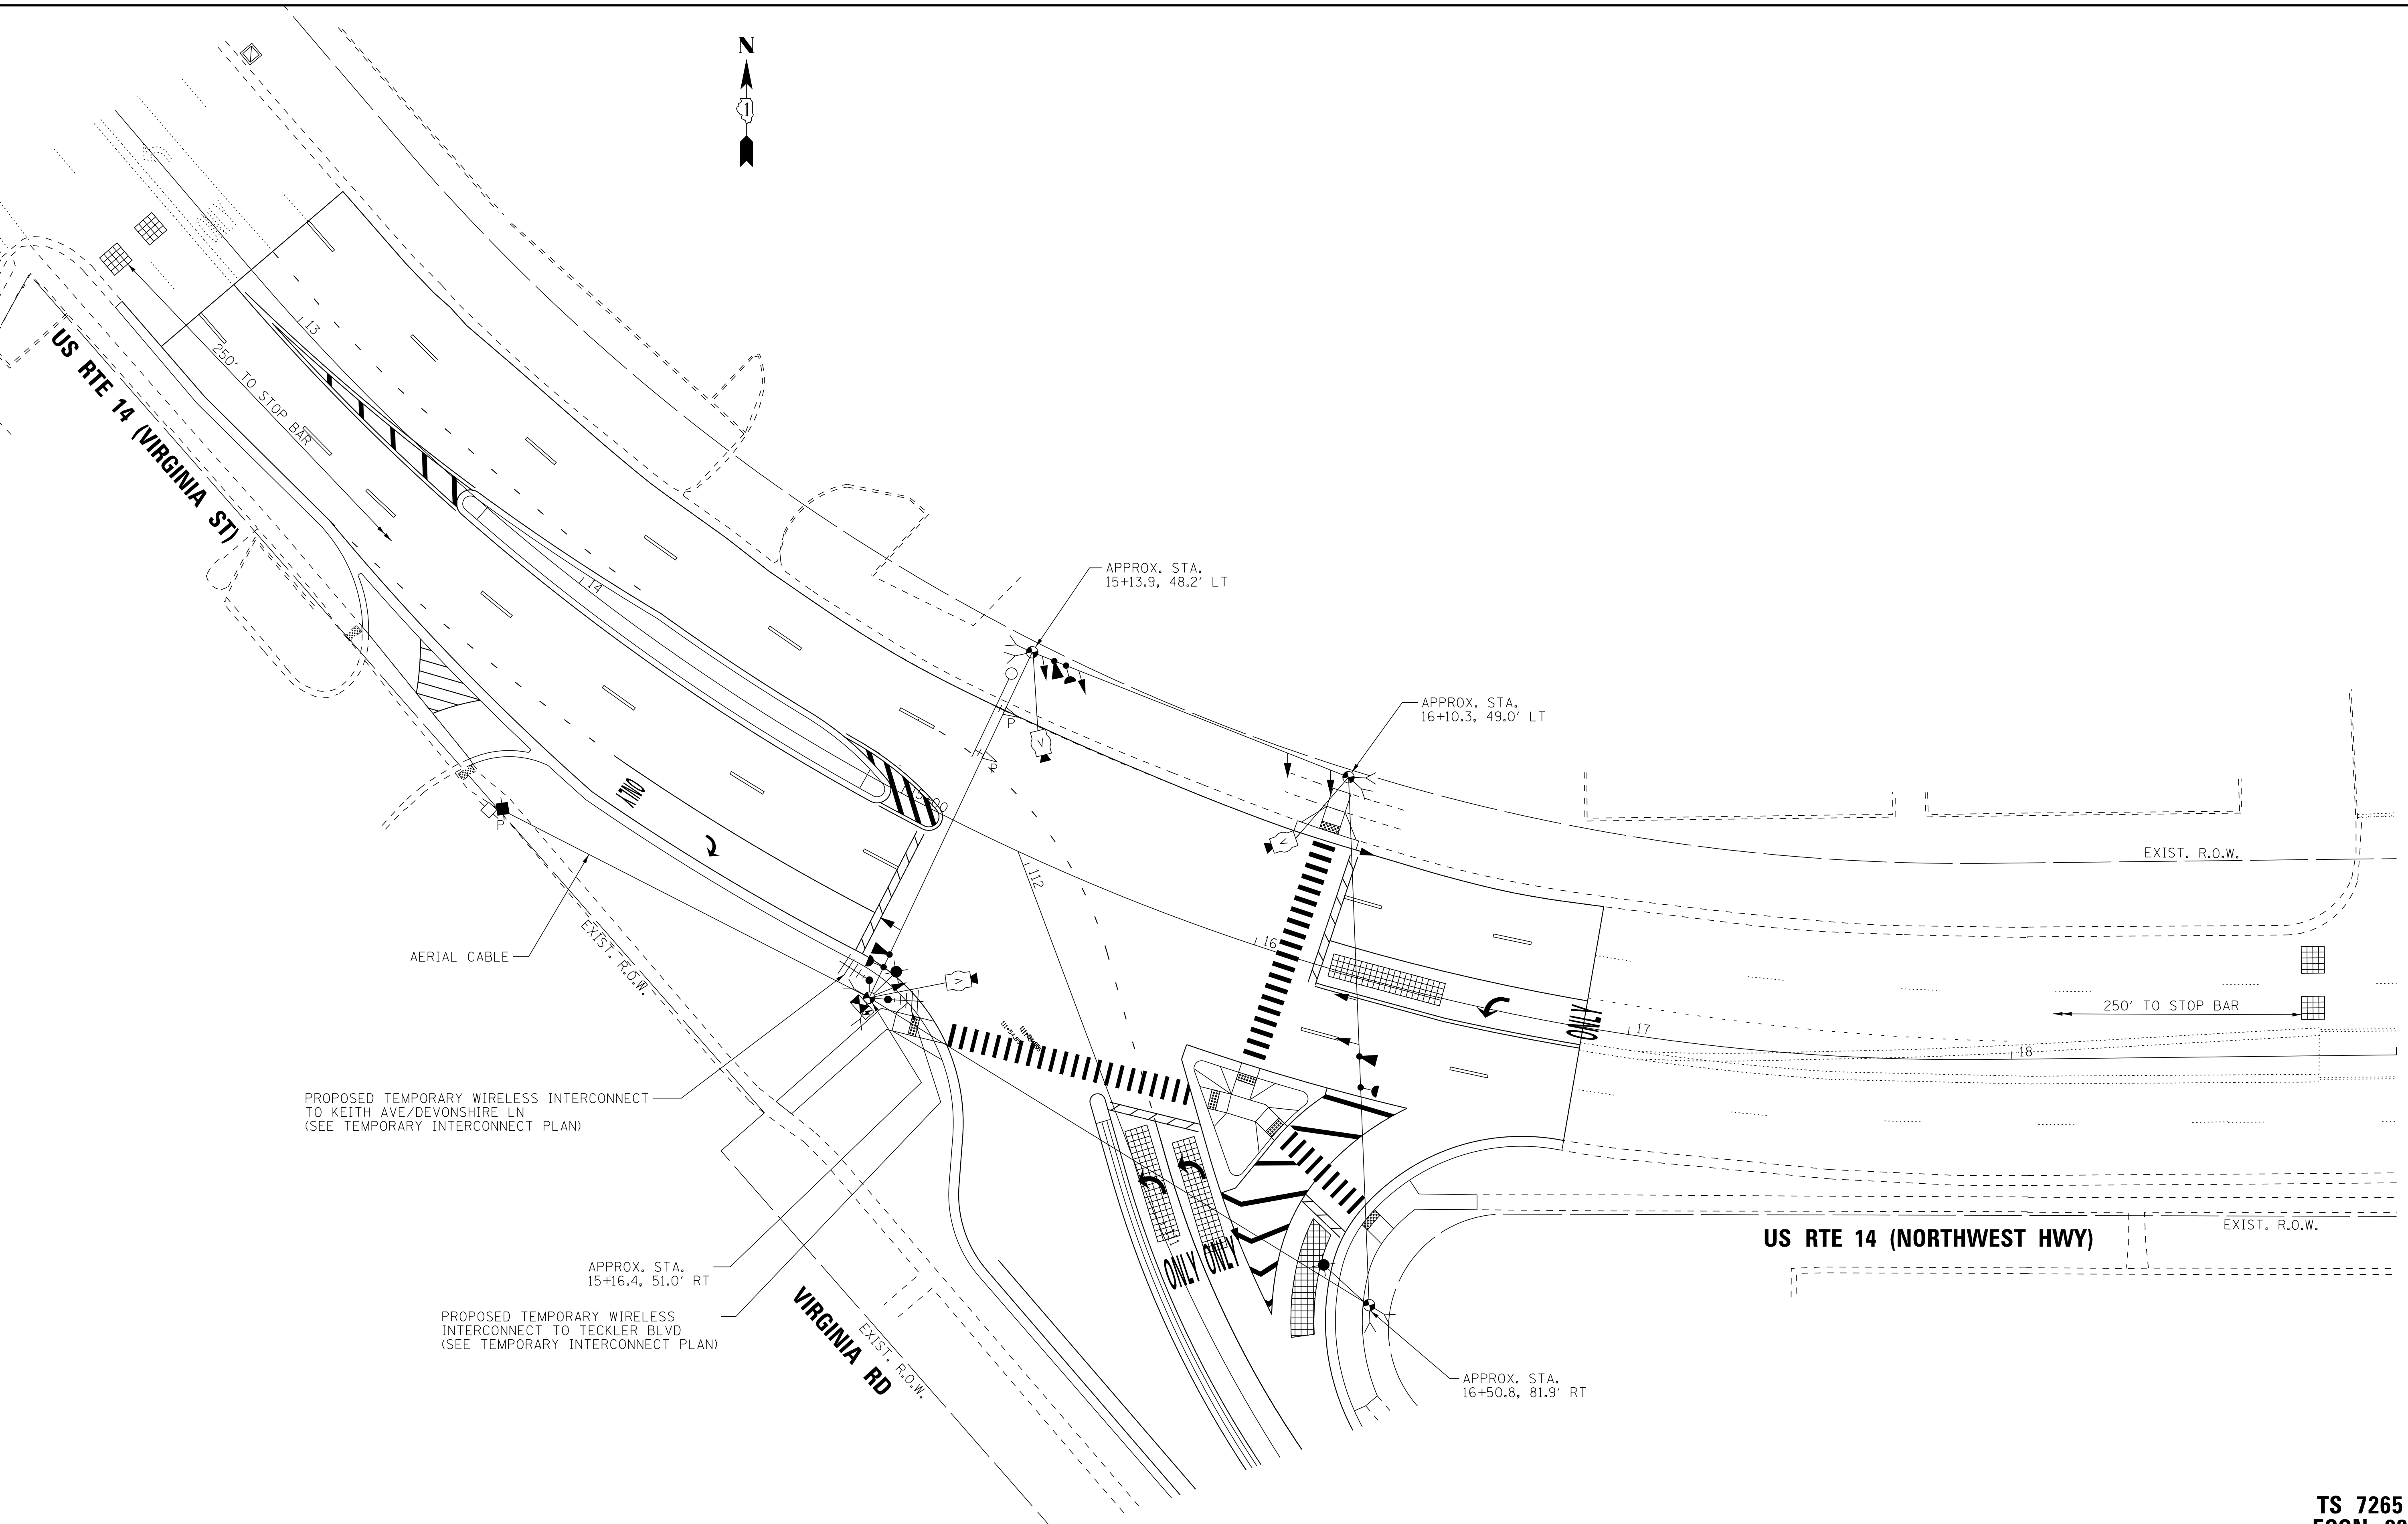 N
1
US RTE 14 (VIRGINIA ST)
250' TO STOP BAR
13
14
APPROX. STA.
15+13.9, 48.2' LT
APPROX. STA.
16+10.3, 49.0' LT
P
P
V
V
V
ONLY
P
112
16
EXIST. R.O.W.
AERIAL CABLE
EXIST. R.O.W.
250' TO STOP BAR
ONLY
17
18
PROPOSED TEMPORARY WIRELESS INTERCONNECT
TO KEITH AVE/DEVONSHIRE LN
(SEE TEMPORARY INTERCONNECT PLAN)
111
ONLY ONLY
US RTE 14 (NORTHWEST HWY)
EXIST. R.O.W.
APPROX. STA.
15+16.4, 51.0' RT
PROPOSED TEMPORARY WIRELESS
INTERCONNECT TO TECKLER BLVD
(SEE TEMPORARY INTERCONNECT PLAN)
VIRGINIA RD
EXIST. R.O.W.
APPROX. STA.
16+50.8, 81.9' RT
TS 7265